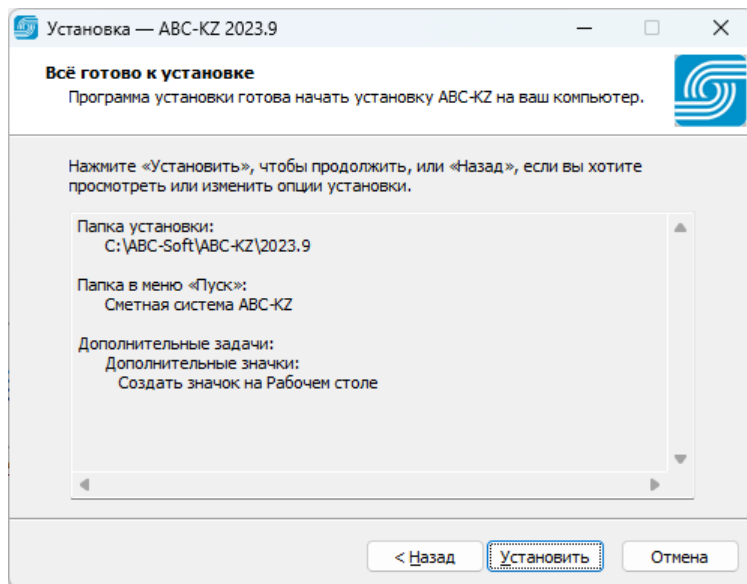 Установка — ABC-KZ 2023.9
Всё готово к установке
Программа установки готова начать установку ABC-KZ на ваш компьютер.
Нажмите «Установить», чтобы продолжить, или «Назад», если вы хотите
просмотреть или изменить опции установки.
Папка установки:
C:\ABC-Soft\ABC-KZ\2023.9
Папка в меню «Пуск»:
Сметная система ABC-KZ
Дополнительные задачи:
Дополнительные значки:
Создать значок на Рабочем столе
< Назад
Установить
Отмена